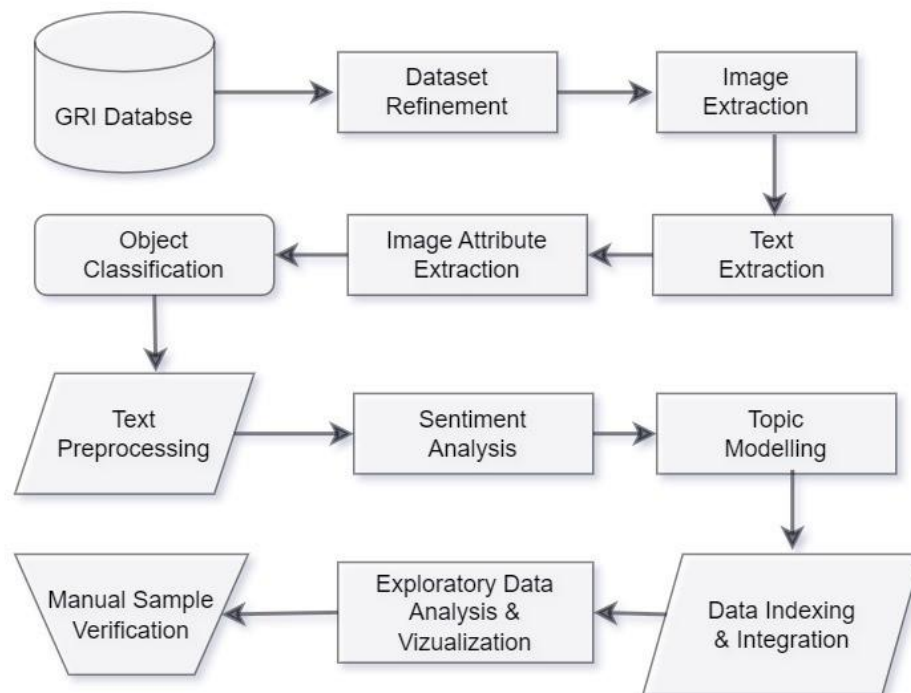 GRI Databse
Dataset
Refinement
Image
Extraction
Text
Extraction
Image Attribute
Extraction
Object
Classification
Text
Preprocessing
Sentiment
Analysis
Topic
Modelling
Data Indexing
& Integration
Exploratory Data
Analysis &
Vizualization
Manual Sample
Verification